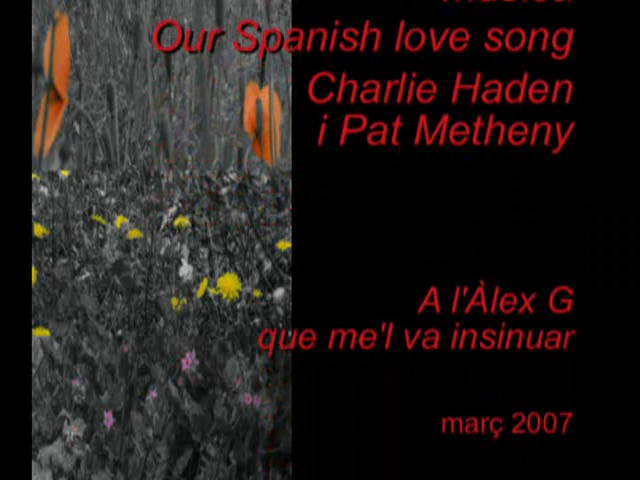 Our Spanish love song
Charlie Haden
i Pat Metheny
A l'Àlex G
que me'l va insinuar
març 2007